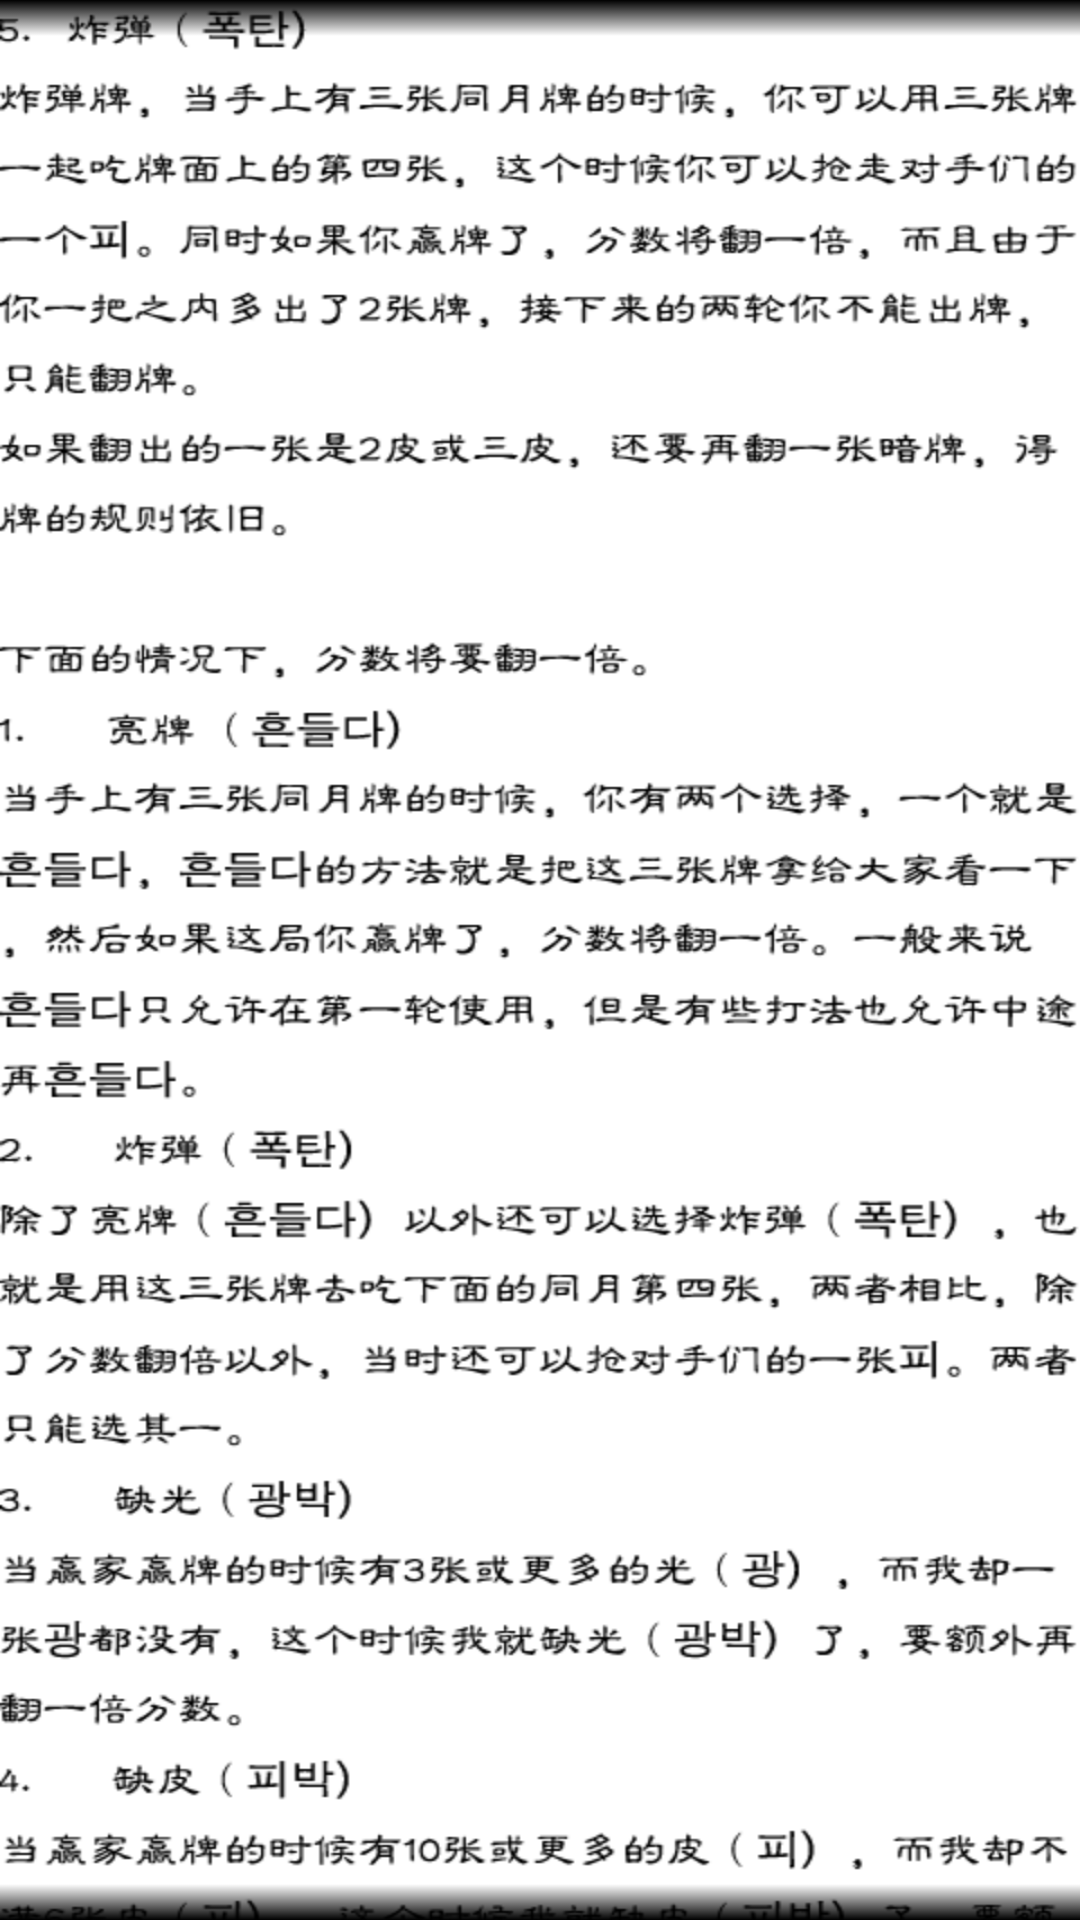 5. 炸弹（폭탄)
炸弹牌，当手上有三张同月牌的时候，你可以用三张牌
一起吃牌面上的第四张，这个时候你可以抢走对手们的
一个피。同时如果你赢牌了，分数将翻一倍，而且由于
你一把之内多出了2张牌，接下来的两轮你不能出牌，
只能翻牌。
如果翻出的一张是2皮或三皮，还要再翻一张暗牌，得
牌的规则依旧。
下面的情况下，分数将要翻一倍。
1. 亮牌 （흔들다)
当手上有三张同月牌的时候，你有两个选择，一个就是
흔들다，흔들다的方法就是把这三张牌拿给大家看一下
，然后如果这局你赢牌了，分数将翻一倍。一般来说
흔들다只允许在第一轮使用，但是有些打法也允许中途
再흔들다。
2. 炸弹（폭탄)
除了亮牌（흔들다）以外还可以选择炸弹（폭탄），也
就是用这三张牌去吃下面的同月第四张，两者相比，除
了分数翻倍以外，当时还可以抢对手们的一张피。两者
只能选其一。
3. 缺光（광박)
当赢家赢牌的时候有3张或更多的光（광），而我却一
张광都没有，这个时候我就缺光（광박）了，要额外再
翻一倍分数。
4. 缺皮（피박)
当赢家赢牌的时候有10张或更多的皮（피），而我却不
满6张皮（피），这个时候我就缺皮（피박）了，要额